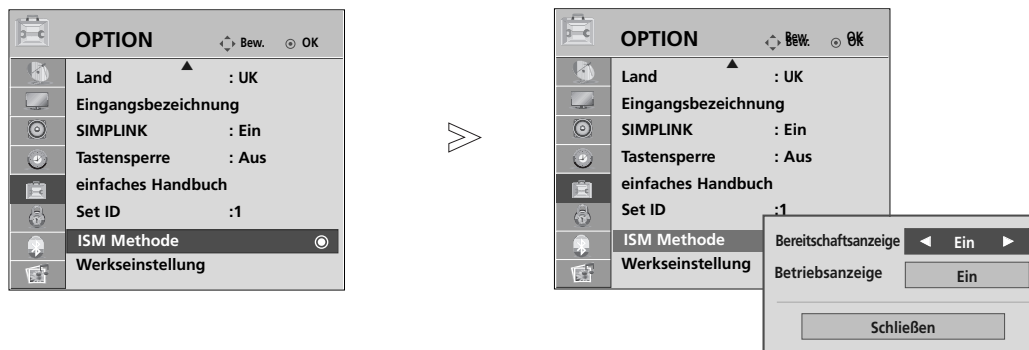 OPTION Bew. OK
Land : UK
Eingangsbezeichnung
SIMPLINK : Ein
Tastensperre : Aus
einfaches Handbuch
Set ID :1
ISM Methode
Werkseinstellung
OPTION Bew. OK
Land : UK
Eingangsbezeichnung
SIMPLINK : Ein
Tastensperre : Aus
einfaches Handbuch
Set ID :1
ISM Methode
Werkseinstellung
Bereitschaftsanzeige ◄ Ein ►
Betriebsanzeige Ein
Schließen